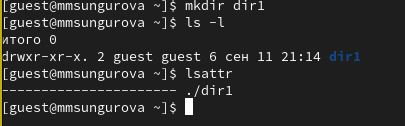 [guest@mmsungurova ~]$ mkdir dir1
[guest@mmsungurova ~]$ ls -l
итого 0
drwxr-xr-x. 2 guest guest 6 сен 11 21:14 dir1
[guest@mmsungurova ~]$ lsattr
---------------------- ./dir1
[guest@mmsungurova ~]$